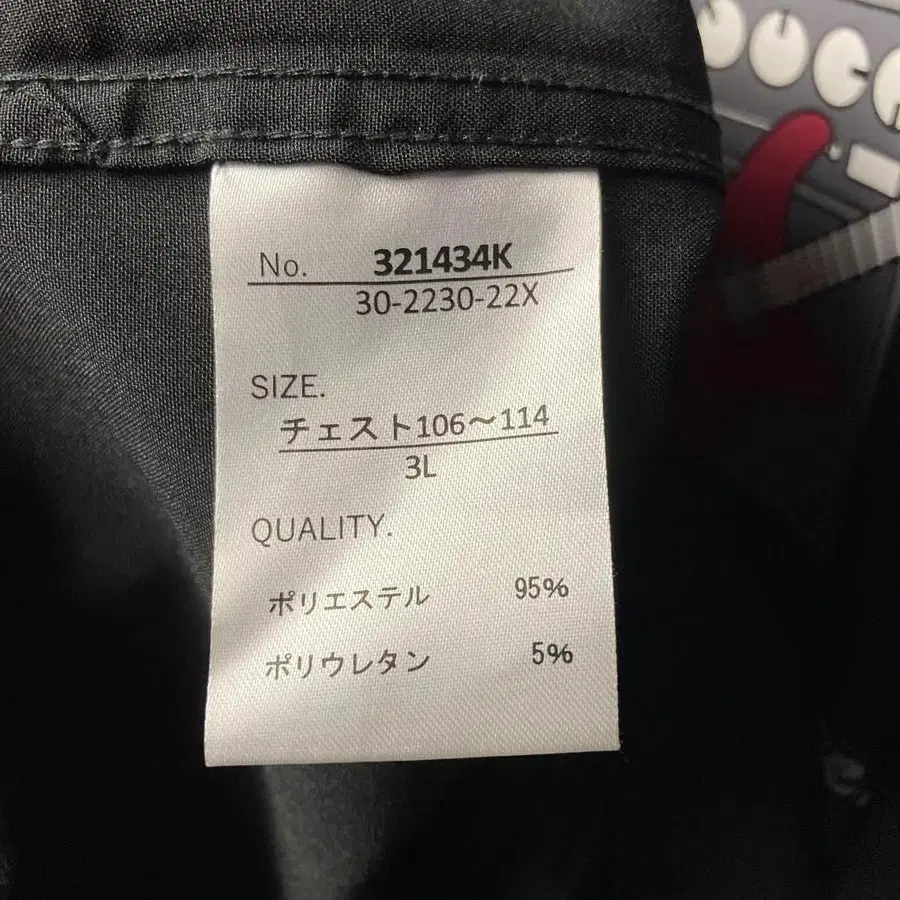 No. 321434K
30-2230-22X
SIZE.
チェスト106～114
3L
QUALITY.
ポリエステル 95%
ポリウレタン 5%